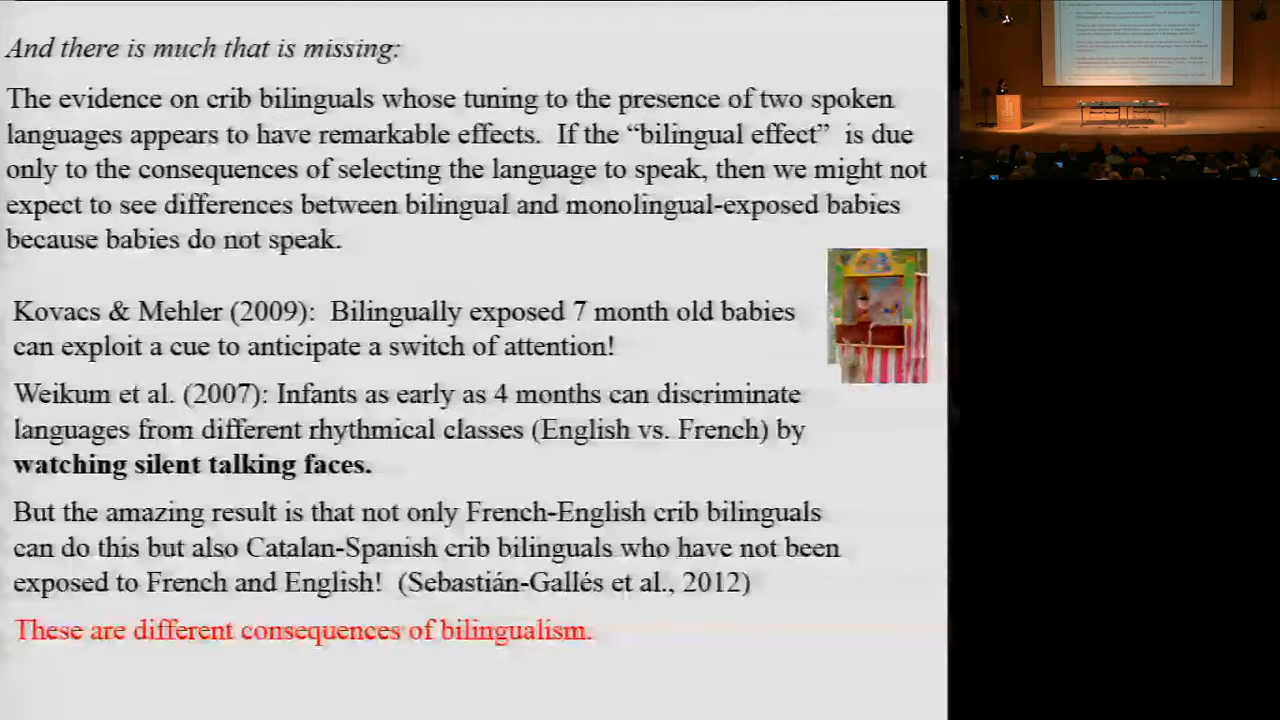 And there is much that is missing:
The evidence on crib bilinguals whose tuning to the presence of two spoken
languages appears to have remarkable effects. If the “bilingual effect” is due
only to the consequences of selecting the language to speak, then we might not
expect to see differences between bilingual and monolingual-exposed babies
because babies do not speak.
Kovacs & Mehler (2009): Bilingually exposed 7 month old babies
can exploit a cue to anticipate a switch of attention!
Weikum et al. (2007): Infants as early as 4 months can discriminate
languages from different rhythmical classes (English vs. French) by
watching silent talking faces.
But the amazing result is that not only French-English crib bilinguals
can do this but also Catalan-Spanish crib bilinguals who have not been
exposed to French and English! (Sebastián-Gallés et al., 2012)
These are different consequences of bilingualism.